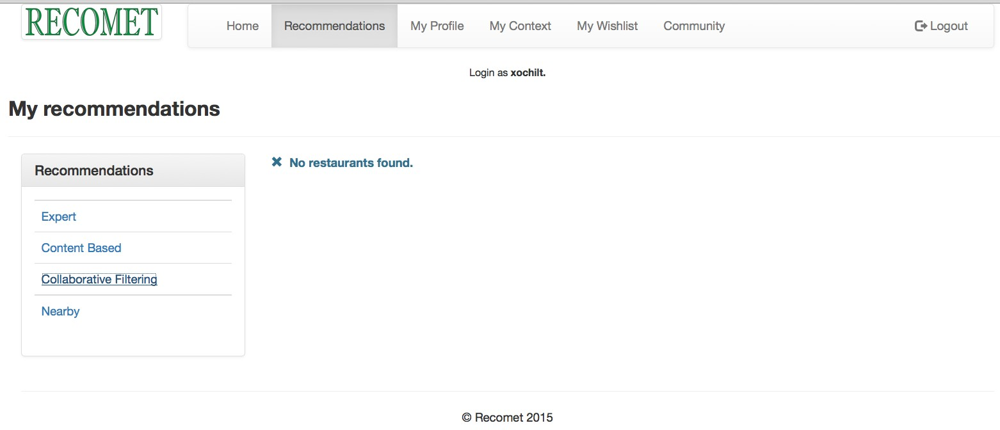 RECOMET
Home Recommendations My Profile My Context My Wishlist Community Logout
Login as xochilt.
My recommendations
Recommendations
No restaurants found.
Expert
Content Based
Collaborative Filtering
Nearby
© Recomet 2015